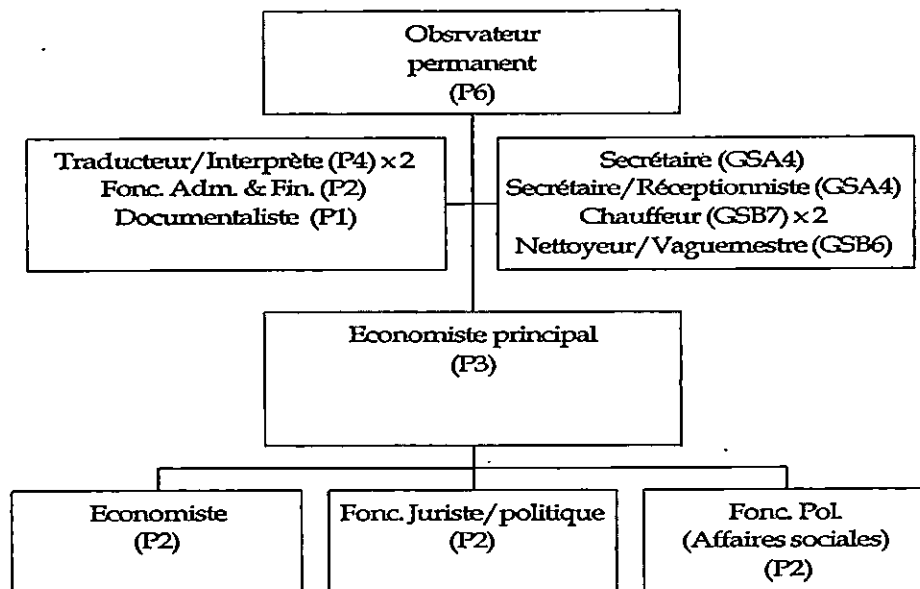 Obsrvateur
permanent
(P6)
Traducteur/Interprète (P4) x 2
Fonc. Adm. & Fin. (P2)
Documentaliste (P1)
Secrétaire (GSA4)
Secrétaire/Réceptionniste (GSA4)
Chauffeur (GSB7) x 2
Nettoyeur/Vaguemestre (GSB6)
Economiste principal
(P3)
Economiste
(P2)
Fonc. Juriste/politique
(P2)
Fonc. Pol.
(Affaires sociales)
(P2)